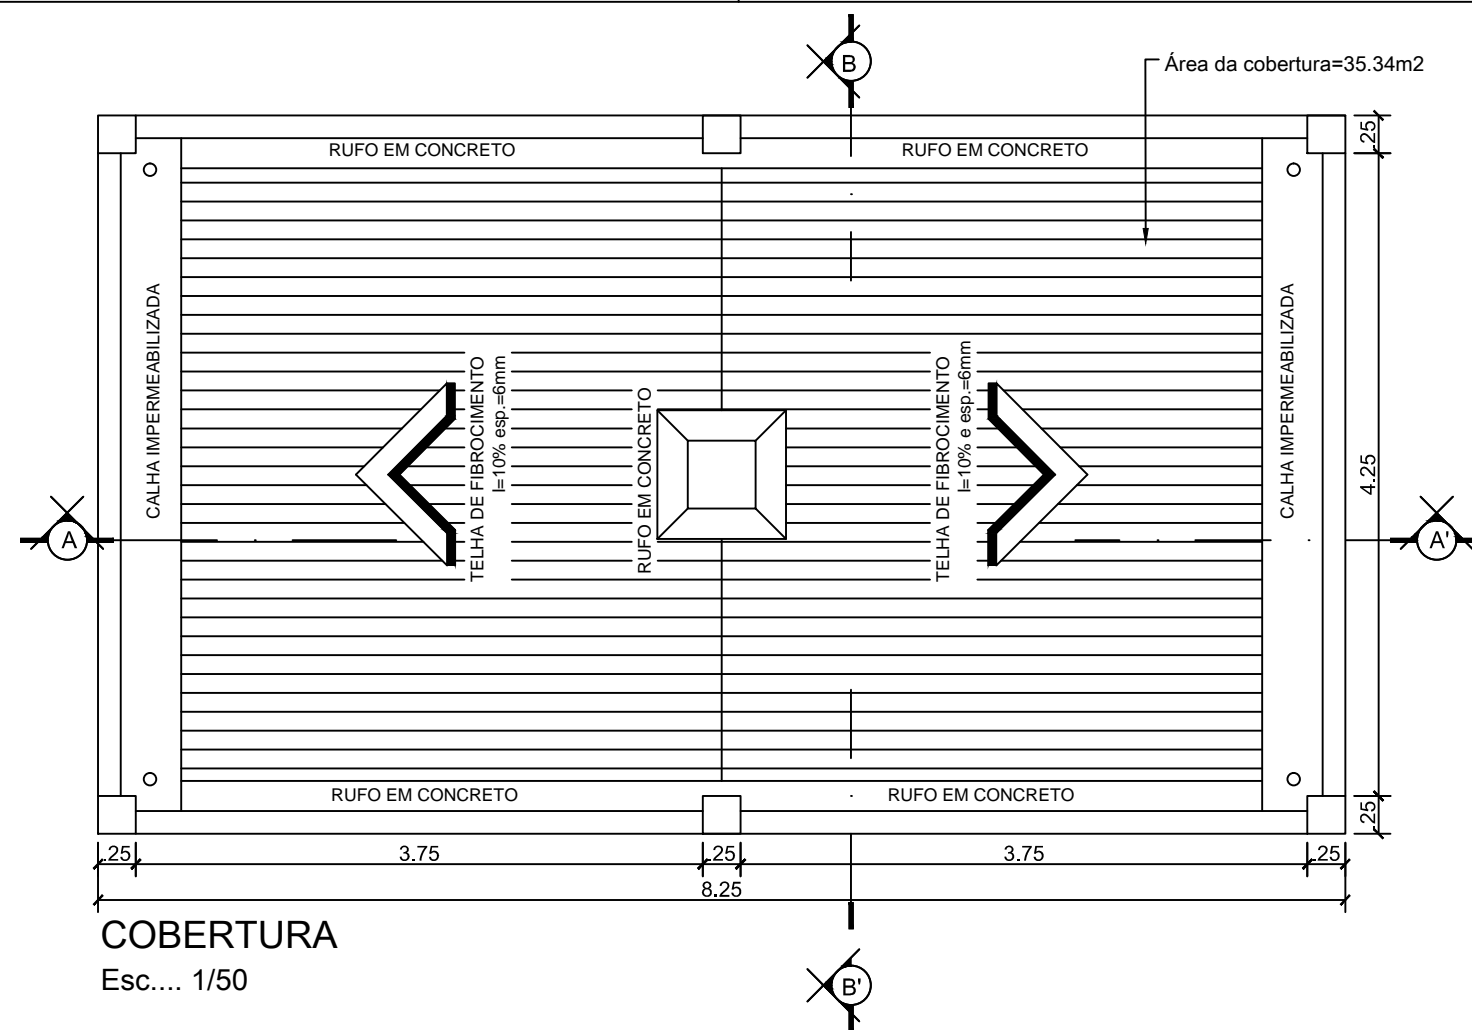 B
Área da cobertura=35.34m2
.25
RUFO EM CONCRETO
RUFO EM CONCRETO
CALHA IMPERMEABILIZADA
TELHA DE FIBROCIMENTO
I=10% esp.=6mm
RUFO EM CONCRETO
TELHA DE FIBROCIMENTO
I=10% e esp.=6mm
CALHA IMPERMEABILIZADA
4.25
A
A'
RUFO EM CONCRETO
RUFO EM CONCRETO
.25
.25
3.75
.25
3.75
.25
8.25
COBERTURA
Esc.... 1/50
B'